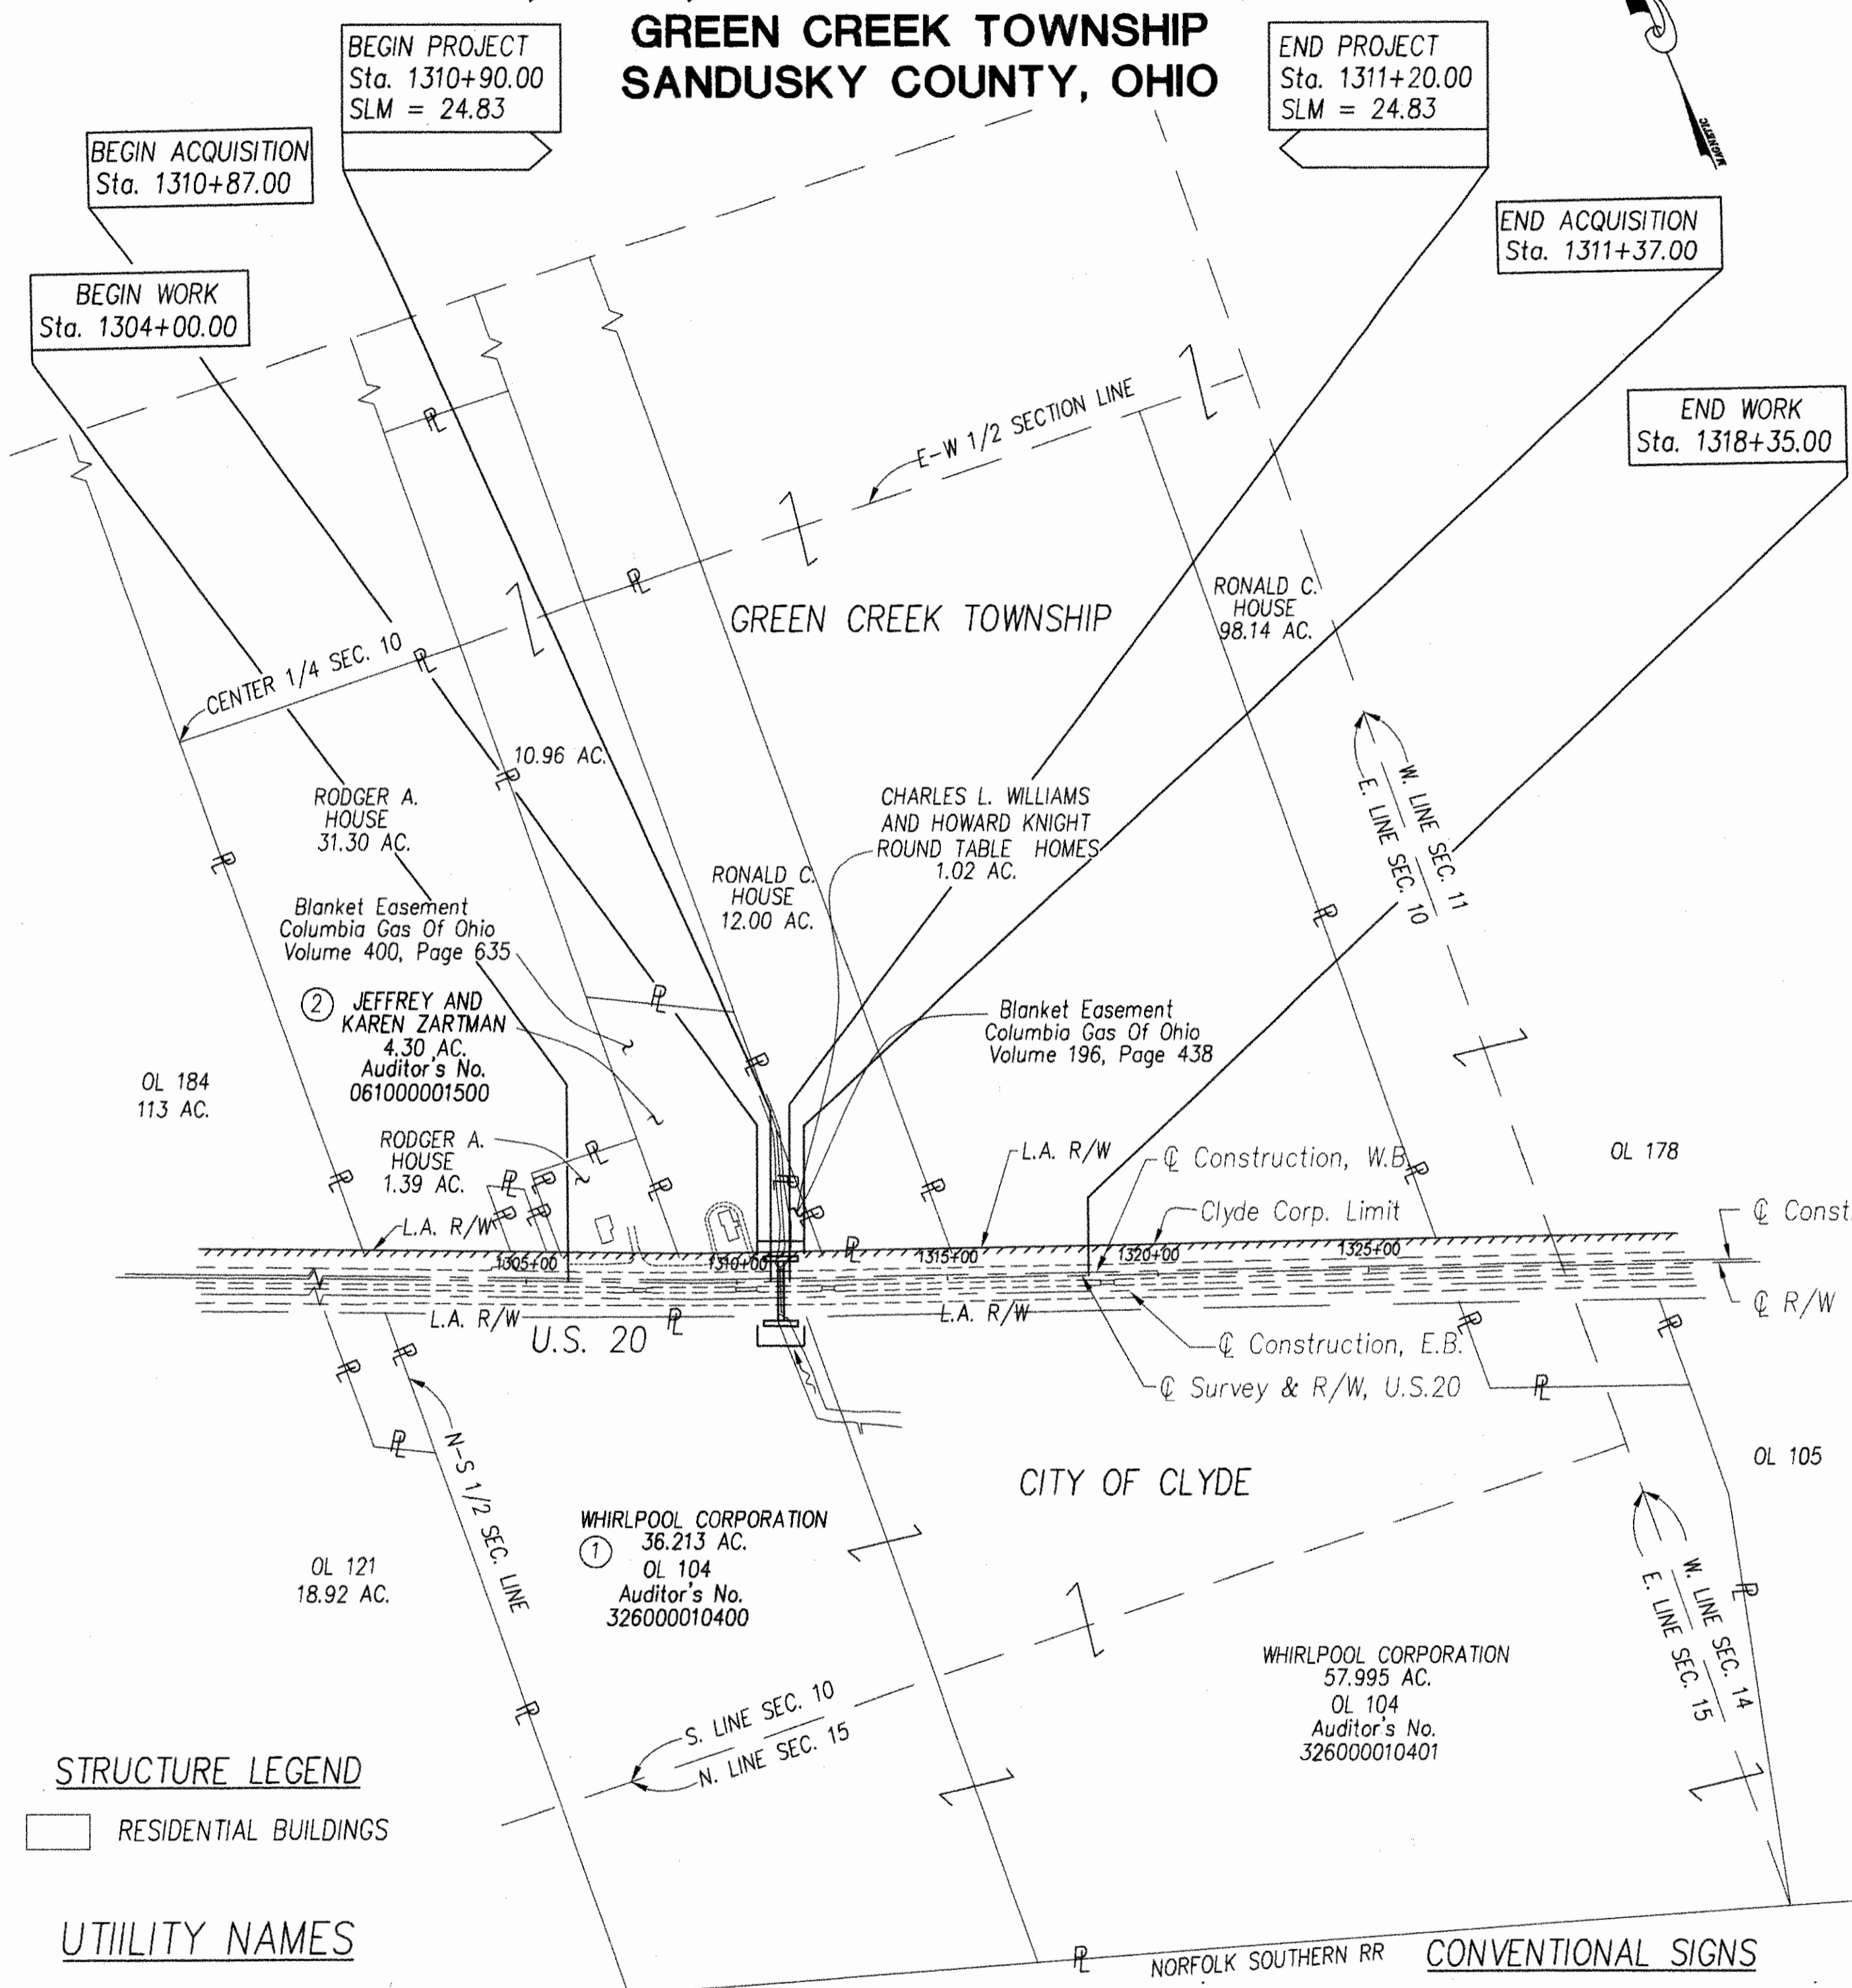 GREEN CREEK TOWNSHIP
SANDUSKY COUNTY, OHIO
BEGIN PROJECT
Sta. 1310+90.00
SLM = 24.83
END PROJECT
Sta. 1311+20.00
SLM = 24.83
MAGNETIC
BEGIN ACQUISITION
Sta. 1310+87.00
END ACQUISITION
Sta. 1311+37.00
BEGIN WORK
Sta. 1304+00.00
END WORK
Sta. 1318+35.00
E-W 1/2 SECTION LINE
GREEN CREEK TOWNSHIP
RONALD C.
HOUSE
98.14 AC.
CENTER 1/4 SEC. 10
10.96 AC.
RODGER A.
HOUSE
31.30 AC.
CHARLES L. WILLIAMS
AND HOWARD KNIGHT
ROUND TABLE HOMES
1.02 AC.
W. LINE SEC. 11
E. LINE SEC. 10
RONALD C.
HOUSE
12.00 AC.
Blanket Easement
Columbia Gas Of Ohio
Volume 400, Page 635
2 JEFFREY AND
KAREN ZARTMAN
4.30 AC.
Auditor's No.
061000001500
Blanket Easement
Columbia Gas Of Ohio
Volume 196, Page 438
OL 184
113 AC.
RODGER A.
HOUSE
1.39 AC.
L.A. R/W
L.A. R/W
℄ Construction, W.B.
OL 178
Clyde Corp. Limit
℄ Const.
1305+00
1310+00
1315+00
1320+00
1325+00
℄ R/W
L.A. R/W
L.A. R/W
U.S. 20
℄ Construction, E.B.
℄ Survey & R/W, U.S.20
N-S 1/2 SEC. LINE
CITY OF CLYDE
OL 105
WHIRLPOOL CORPORATION
1 36.213 AC.
OL 104
Auditor's No.
326000010400
OL 121
18.92 AC.
W. LINE SEC. 14
E. LINE SEC. 15
WHIRLPOOL CORPORATION
57.995 AC.
OL 104
Auditor's No.
326000010401
S. LINE SEC. 10
N. LINE SEC. 15
STRUCTURE LEGEND
RESIDENTIAL BUILDINGS
UTIILITY NAMES
NORFOLK SOUTHERN RR
CONVENTIONAL SIGNS